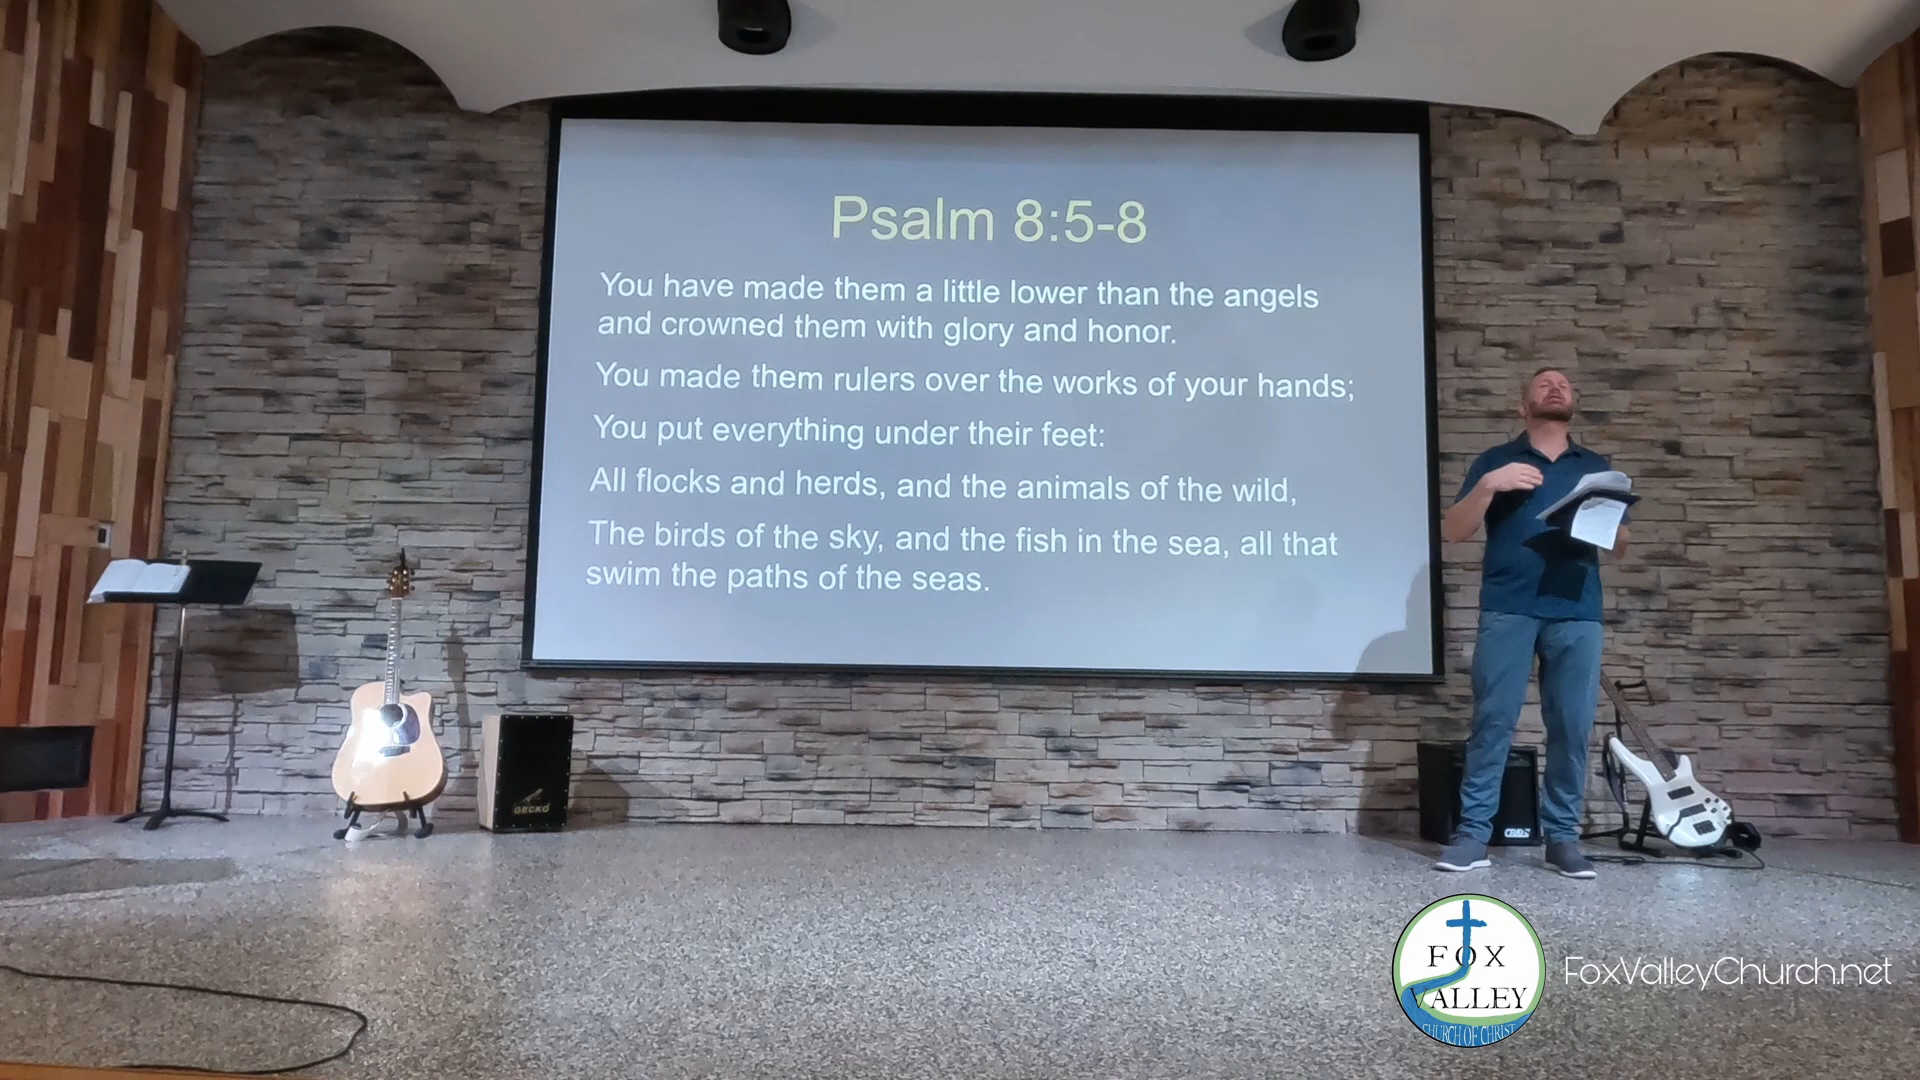 Psalm 8:5-8
You have made them a little lower than the angels
and crowned them with glory and honor.
You made them rulers over the works of your hands;
You put everything under their feet:
All flocks and herds, and the animals of the wild,
The birds of the sky, and the fish in the sea, all that
swim the paths of the seas.
GECKO
CRATE
FOX
VALLEY
CHURCH OF CHRIST
FoxValleyChurch.net